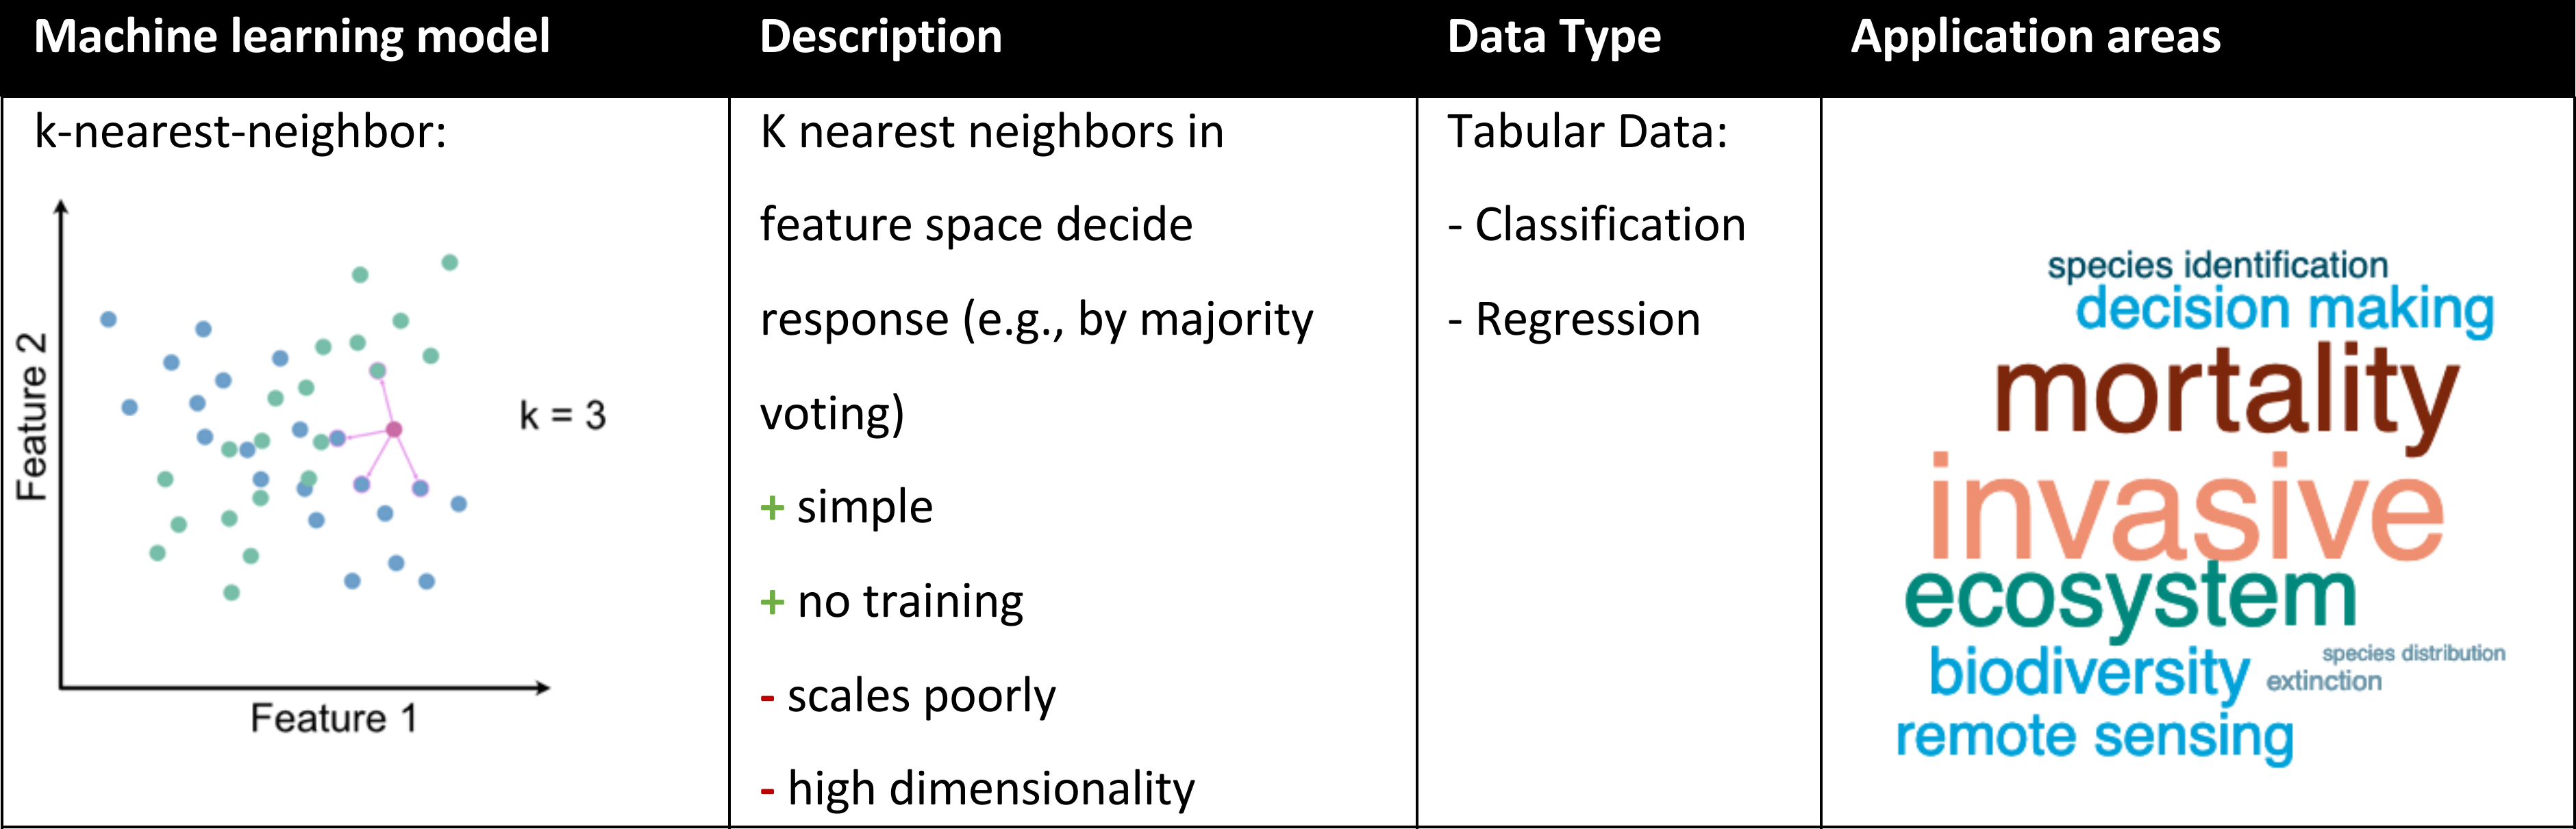 Machine learning model
Description
Data Type
Application areas
k-nearest-neighbor:
Feature 2
k = 3
Feature 1
K nearest neighbors in
feature space decide
response (e.g., by majority
voting)
+ simple
+ no training
- scales poorly
- high dimensionality
Tabular Data:
- Classification
- Regression
species identification
decision making
mortality
invasive
ecosystem
biodiversity
species distribution
extinction
remote sensing